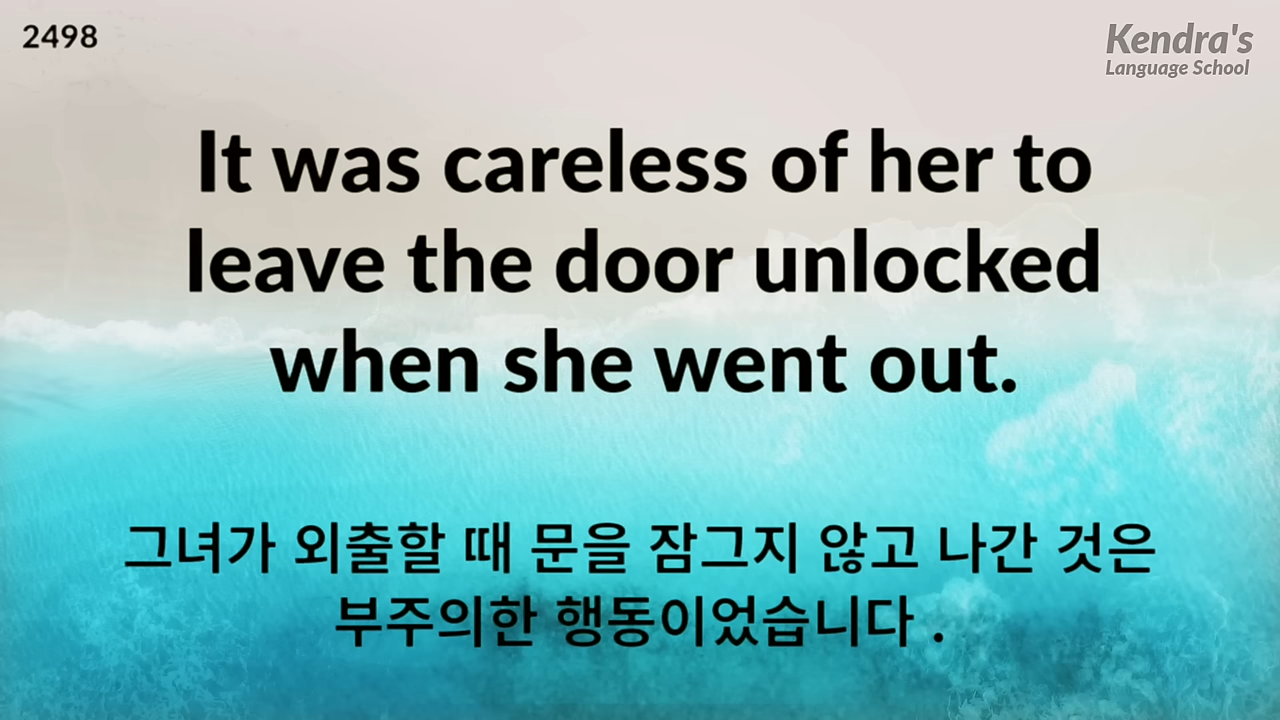 2498
Kendra's
Language School
It was careless of her to
leave the door unlocked
when she went out.
그녀가 외출할 때 문을 잠그지 않고 나간 것은
부주의한 행동이었습니다 .